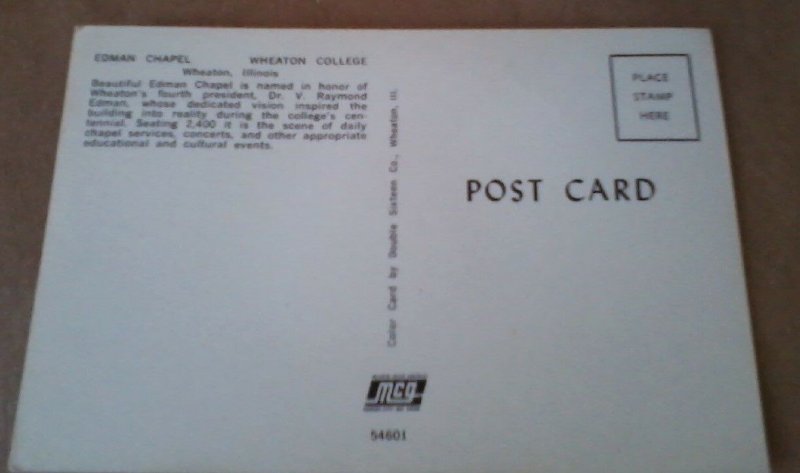 EDMAN CHAPEL WHEATON COLLEGE
Wheaton, Illinois
Beautiful Edman Chapel is named in honor of
Wheaton's fourth president, Dr. V. Raymond
Edman, whose dedicated vision inspired the
building into reality during the college's cen-
tennial. Seating 2,400 it is the scene of daily
chapel services, concerts, and other appropriate
educational and cultural events.
Color Card by Double Sixteen Co., Wheaton, Ill.
PLACE
STAMP
HERE
POST CARD
mcg
54601